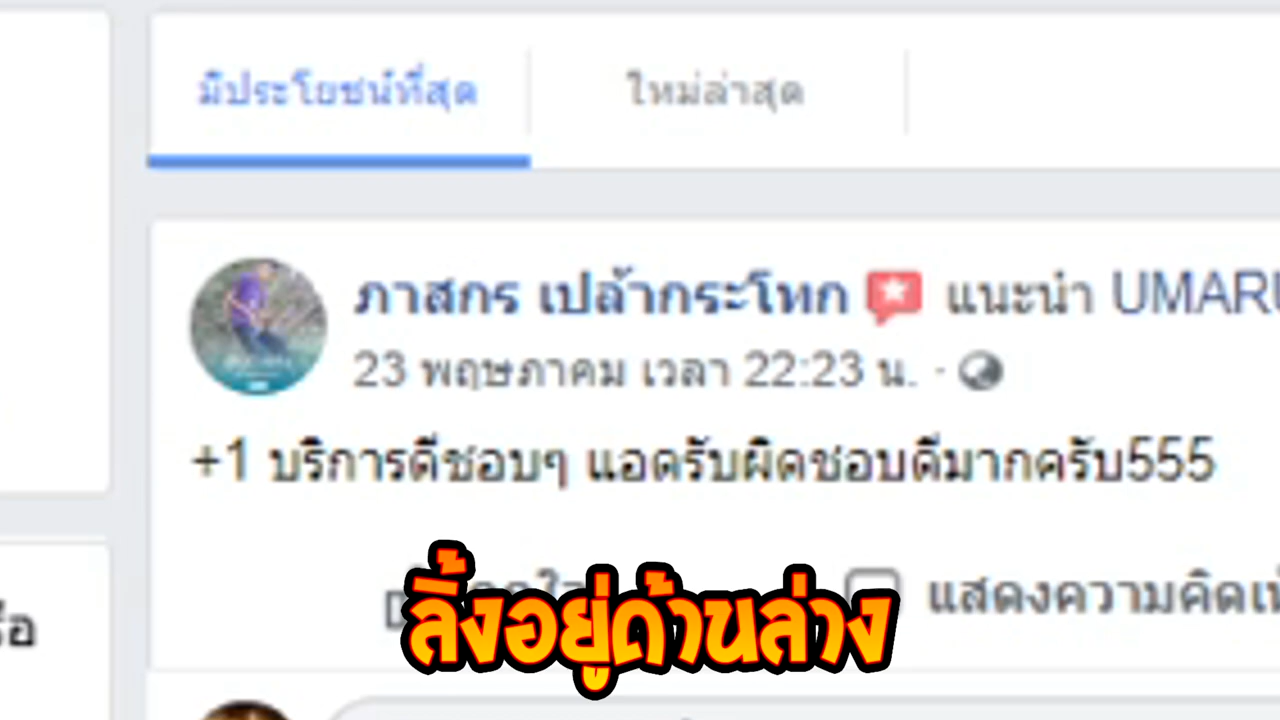 มีประโยชน์ที่สุด
ใหม่ล่าสุด
ภาสกร เปล้ากระโทก แนะนำ UMAR
23 พฤษภาคม เวลา 22:23 น. ·
+1 บริการดีชอบๆ แอดรับผิดชอบดีมากครับ555
แสดงความคิดเ
ลิ้งอยู่ด้านล่าง